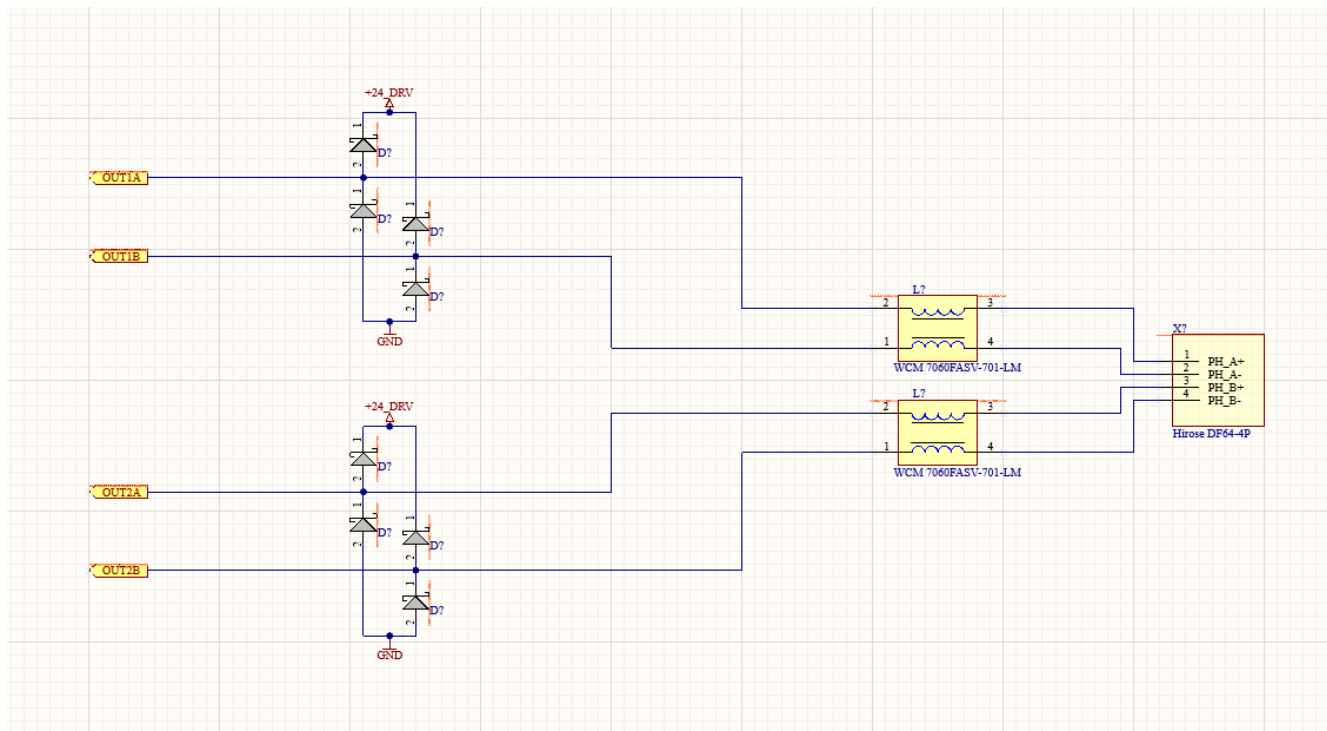 +24_DRV
1
D?
2
OUT1A
1
D?
2
1
D?
2
OUT1B
1
D?
2
GND
L?
2
3
1
4
WCM 7060FASV-701-LM
X?
1 PH_A+
2 PH_A-
3 PH_B+
4 PH_B-
Hirose DF64-4P
L?
2
3
1
4
WCM 7060FASV-701-LM
+24_DRV
1
D?
2
OUT2A
1
D?
2
1
D?
2
OUT2B
1
D?
2
GND